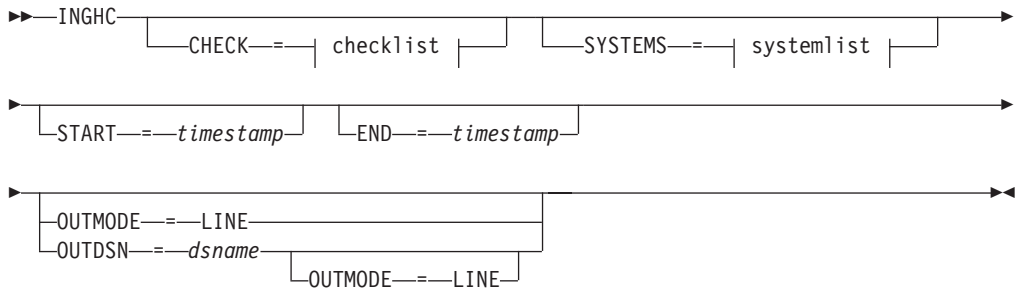 INGHC
CHECK = checklist SYSTEMS = systemlist
START = timestamp END = timestamp
OUTMODE = LINE
OUTDSN = dsname
OUTMODE = LINE